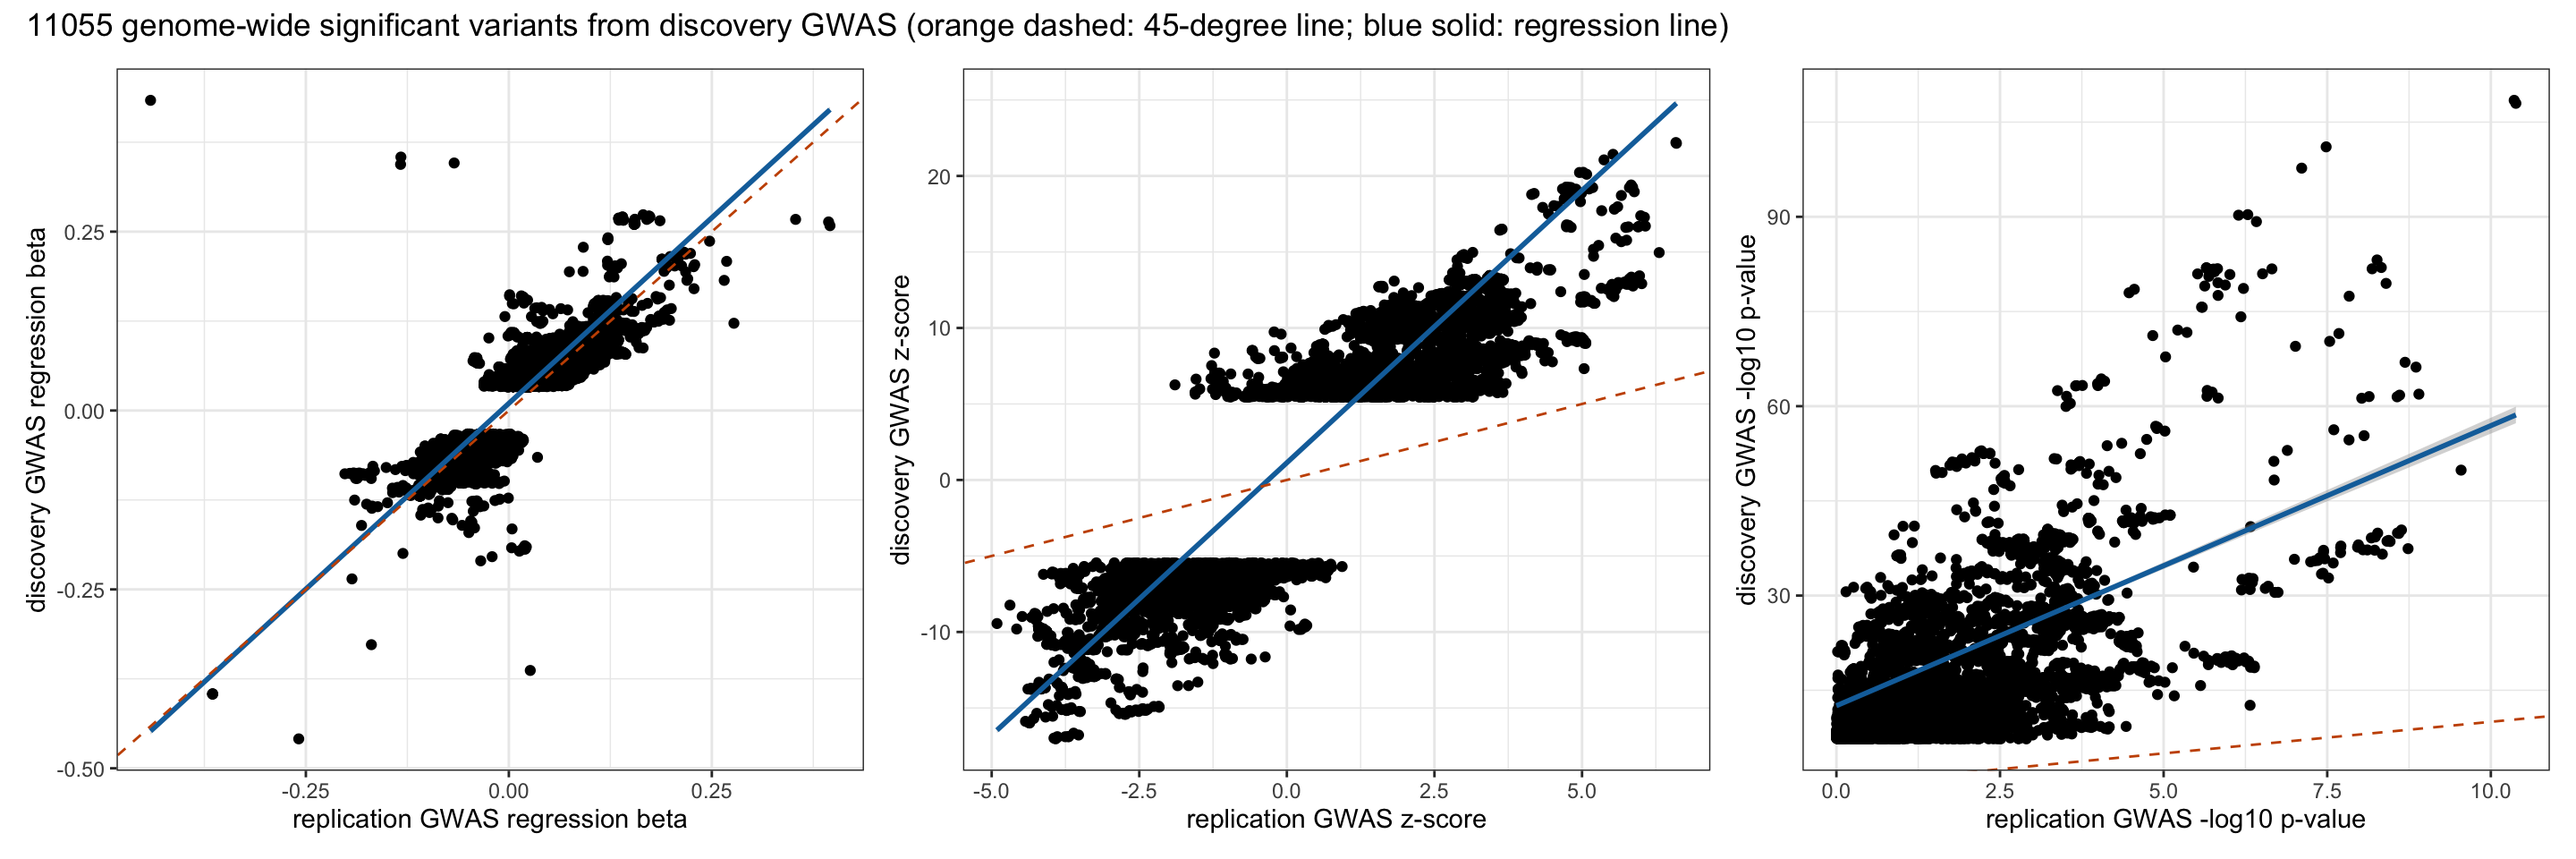 11055 genome-wide significant variants from discovery GWAS (orange dashed: 45-degree line; blue solid: regression line)
discovery GWAS regression beta
0.25
0.00
-0.25
-0.50
-0.25 0.00 0.25
replication GWAS regression beta
discovery GWAS z-score
20
10
0
-10
-5.0 -2.5 0.0 2.5 5.0
replication GWAS z-score
discovery GWAS -log10 p-value
90
60
30
0.0 2.5 5.0 7.5 10.0
replication GWAS -log10 p-value